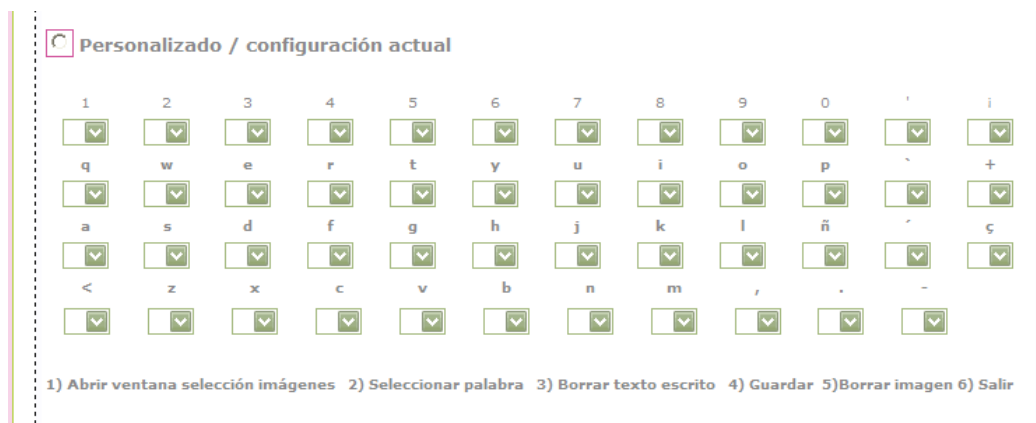 Personalizado / configuración actual
1 2 3 4 5 6 7 8 9 0 ' ¡
q w e r t y u i o p ` +
a s d f g h j k l ñ ´ ç
< z x c v b n m , . -
1) Abrir ventana selección imágenes 2) Seleccionar palabra 3) Borrar texto escrito 4) Guardar 5)Borrar imagen 6) Salir